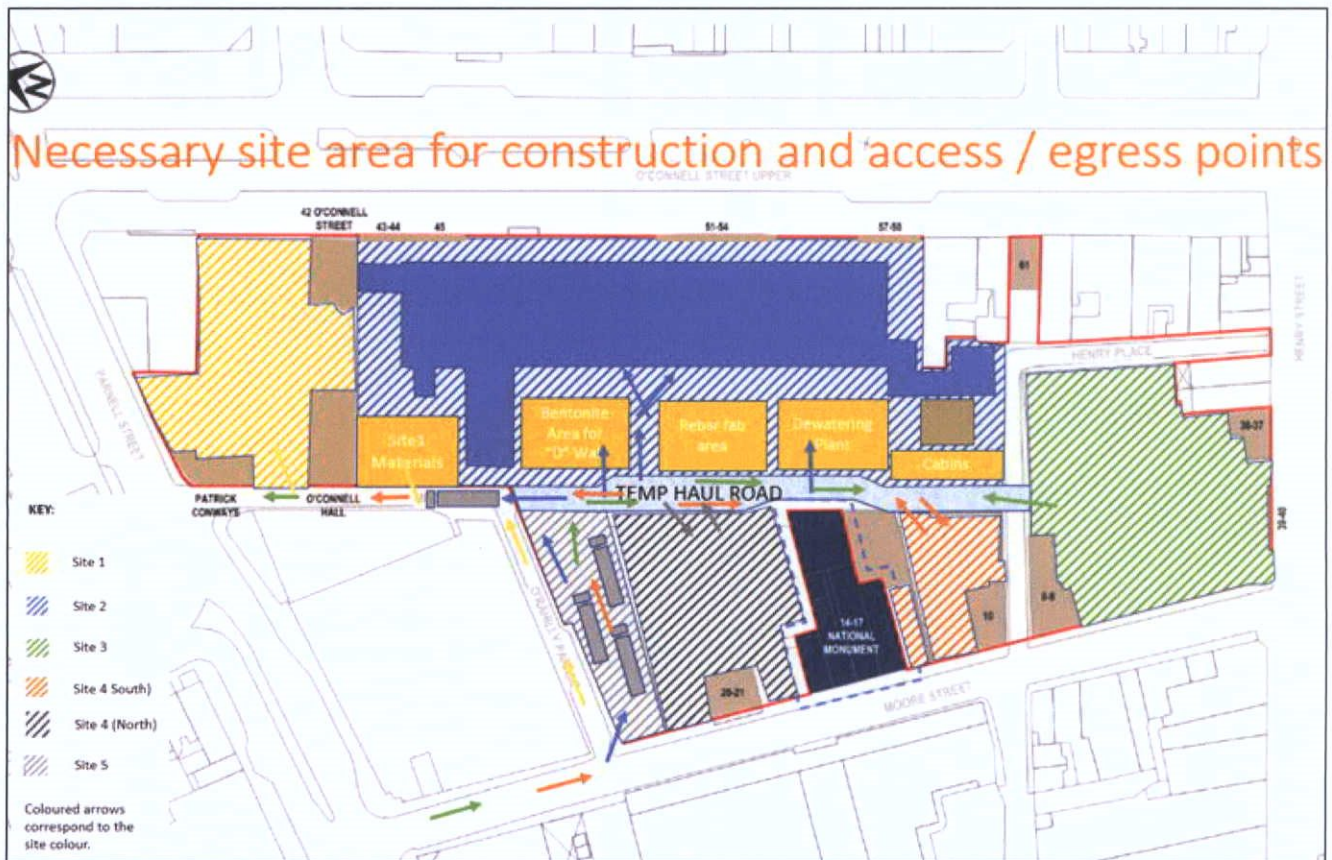 N
Necessary site area for construction and access / egress points
O'CONNELL STREET UPPER
42 O'CONNELL
STREET
43-44
45
51-54
57-58
61
HENRY STREET
HENRY PLACE
PARNELL STREET
Site1
Materials
Bentonite
Area for
"D" Wall
Rebar fab
area
Dewatering
Plant
Cabins
36-37
39-40
TEMP HAUL ROAD
PATRICK
CONWAYS
O'CONNELL
HALL
O'RAHILLY PARADE
14-17
NATIONAL
MONUMENT
10
8-9
20-21
MOORE STREET
KEY:
Site 1
Site 2
Site 3
Site 4 South)
Site 4 (North)
Site 5
Coloured arrows
correspond to the
site colour.